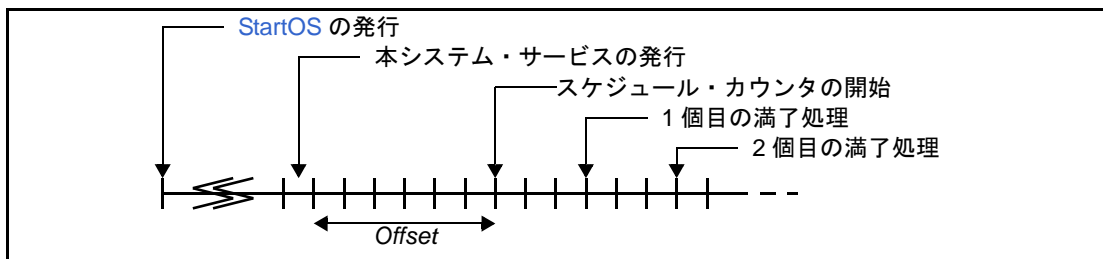 StartOS の発行
本システム・サービスの発行
スケジュール・カウンタの開始
1 個目の満了処理
2 個目の満了処理
Offset